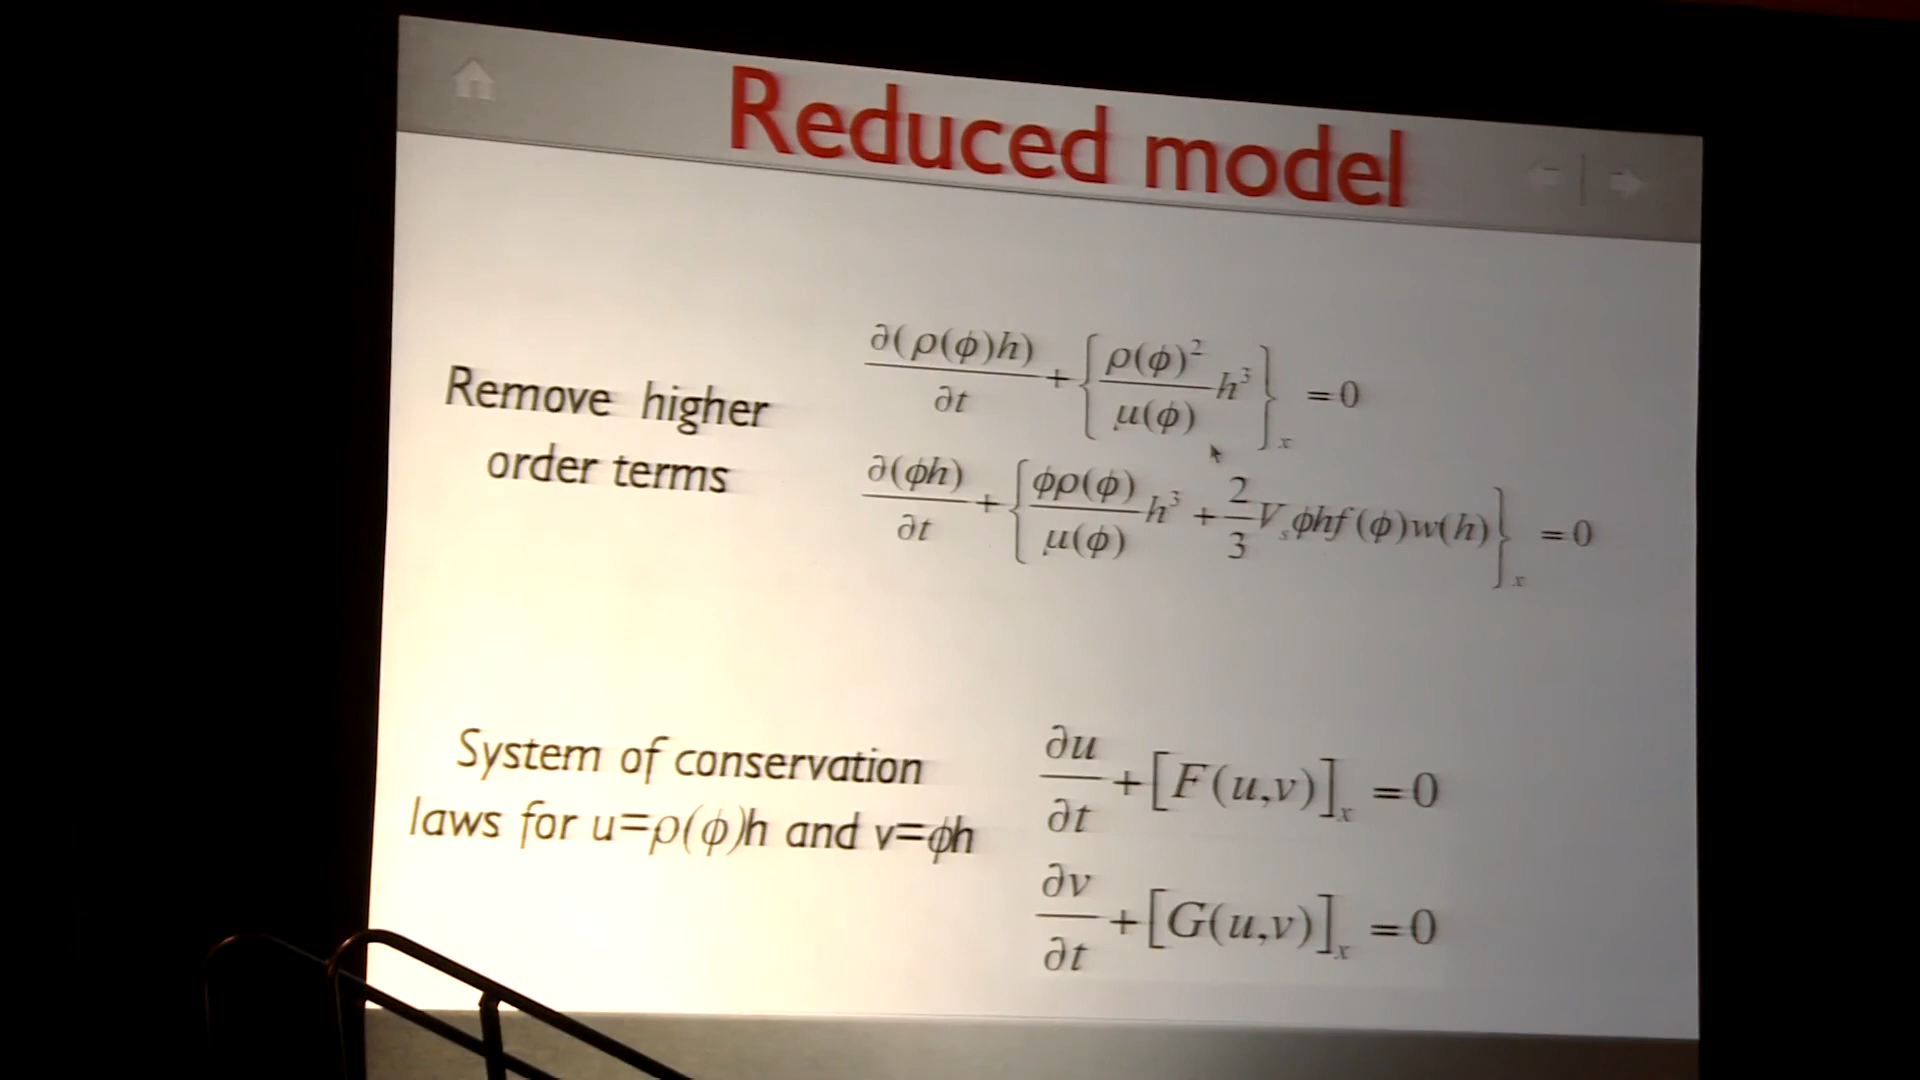 Reduced model
Remove higher
order terms
∂(ρ(ϕ)h)/∂t + {ρ(ϕ)²/μ(ϕ) h³}ₓ = 0
∂(ϕh)/∂t + {ϕρ(ϕ)/μ(ϕ) h³ + 2/3 Vₛϕhf(ϕ)w(h)}ₓ = 0
System of conservation
laws for u=ρ(ϕ)h and v=ϕh
∂u/∂t + [F(u,v)]ₓ = 0
∂v/∂t + [G(u,v)]ₓ = 0